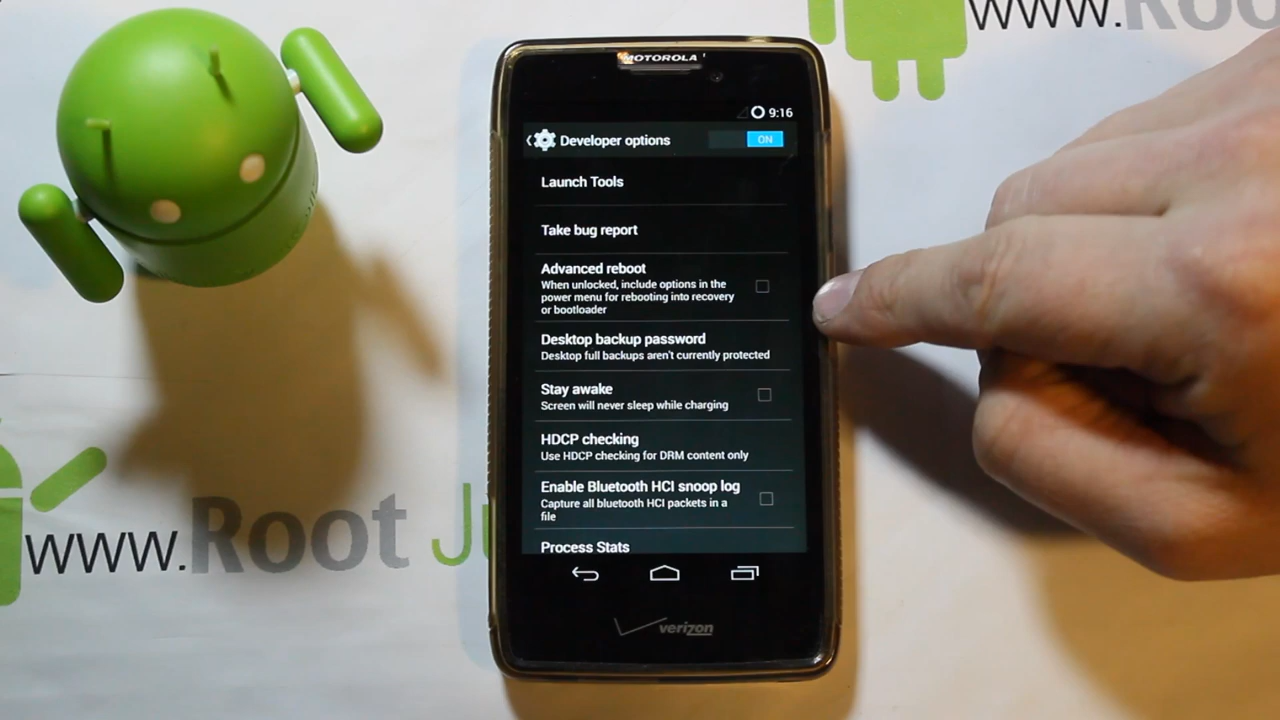 www.Roo
MOTOROLA
9:16
Developer options
ON
Launch Tools
Take bug report
Advanced reboot
When unlocked, include options in the
power menu for rebooting into recovery
or bootloader
Desktop backup password
Desktop full backups aren't currently protected
Stay awake
Screen will never sleep while charging
HDCP checking
Use HDCP checking for DRM content only
Enable Bluetooth HCI snoop log
Capture all bluetooth HCI packets in a
file
Process Stats
www.Root Ju
verizon